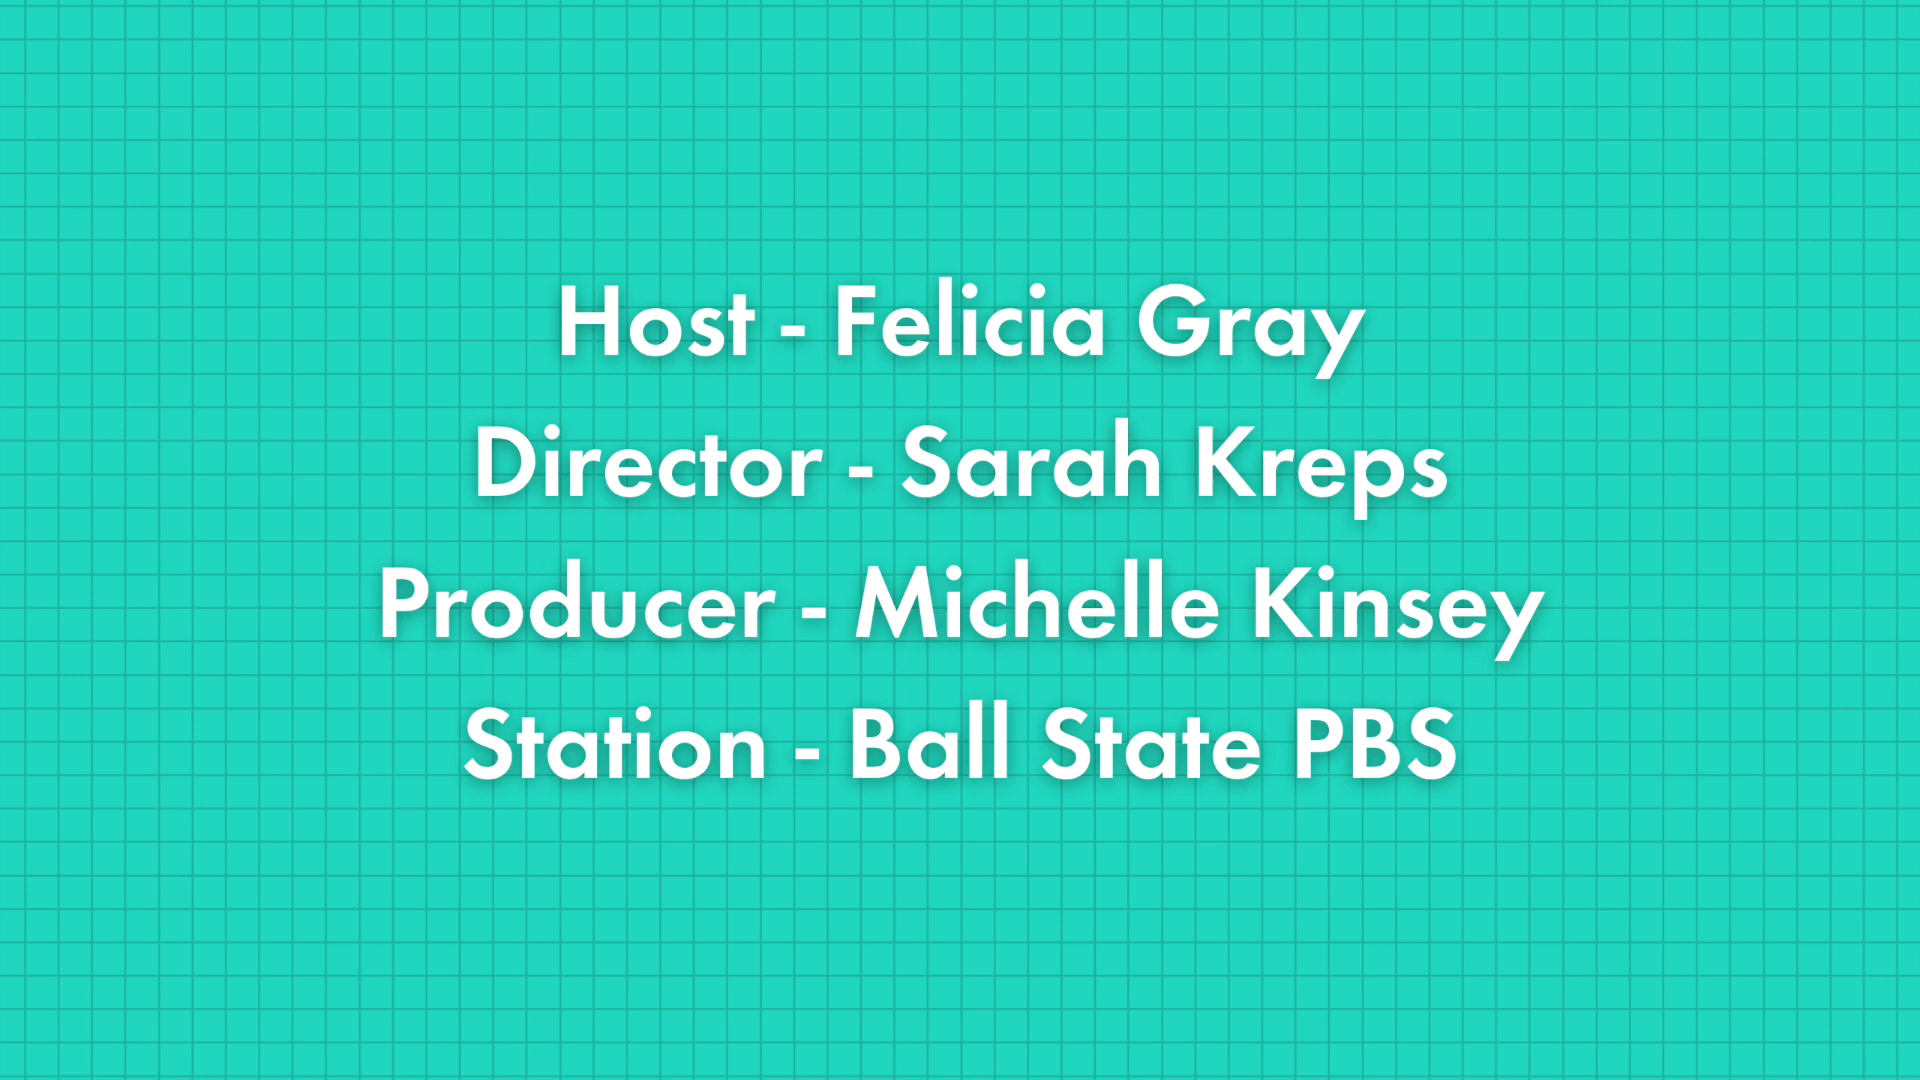 Host - Felicia Gray
Director - Sarah Kreps
Producer - Michelle Kinsey
Station - Ball State PBS